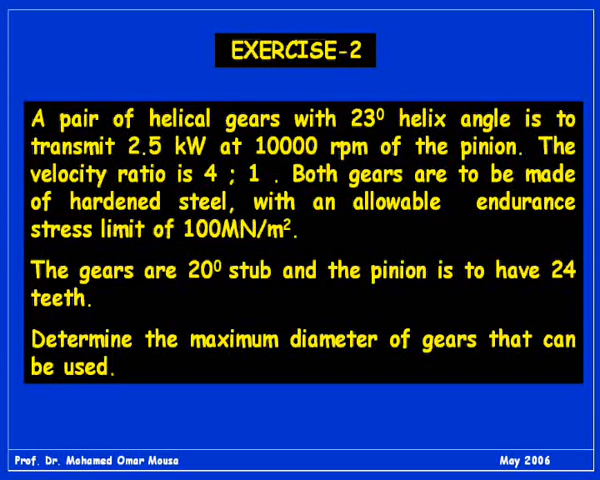 EXERCISE-2
A pair of helical gears with 23⁰ helix angle is to
transmit 2.5 kW at 10000 rpm of the pinion. The
velocity ratio is 4 ; 1 . Both gears are to be made
of hardened steel, with an allowable endurance
stress limit of 100MN/m².
The gears are 20⁰ stub and the pinion is to have 24
teeth.
Determine the maximum diameter of gears that can
be used.
Prof. Dr. Mohamed Omar Mousa
May 2006